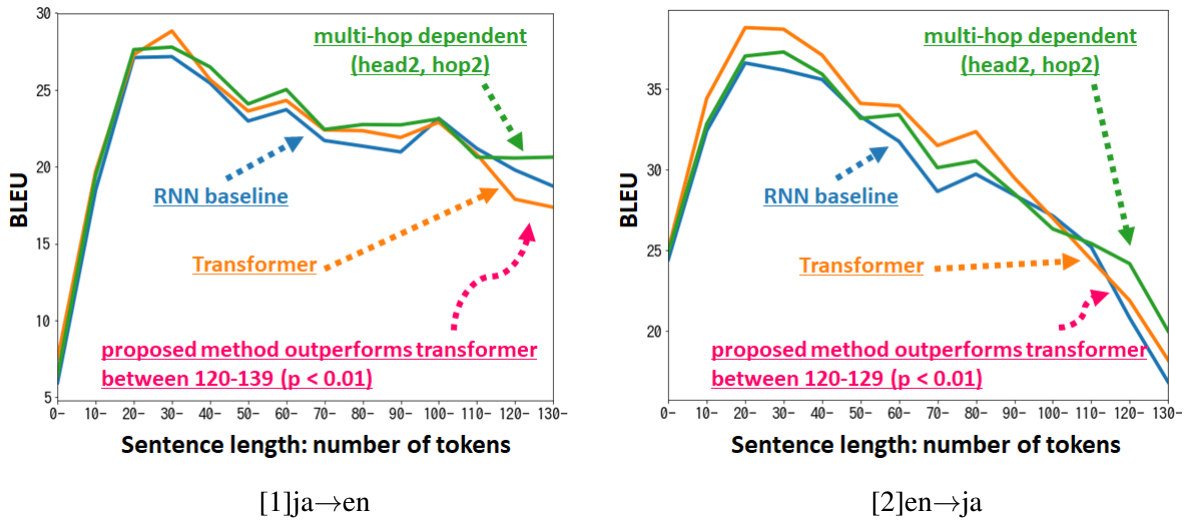 30
25
20
15
10
5
BLEU
multi-hop dependent
(head2, hop2)
RNN baseline
Transformer
proposed method outperforms transformer
between 120-139 (p < 0.01)
0- 10- 20- 30- 40- 50- 60- 70- 80- 90- 100- 110- 120- 130-
Sentence length: number of tokens
[1]ja→en
35
30
25
20
BLEU
multi-hop dependent
(head2, hop2)
RNN baseline
Transformer
proposed method outperforms transformer
between 120-129 (p < 0.01)
0- 10- 20- 30- 40- 50- 60- 70- 80- 90- 100- 110- 120- 130-
Sentence length: number of tokens
[2]en→ja